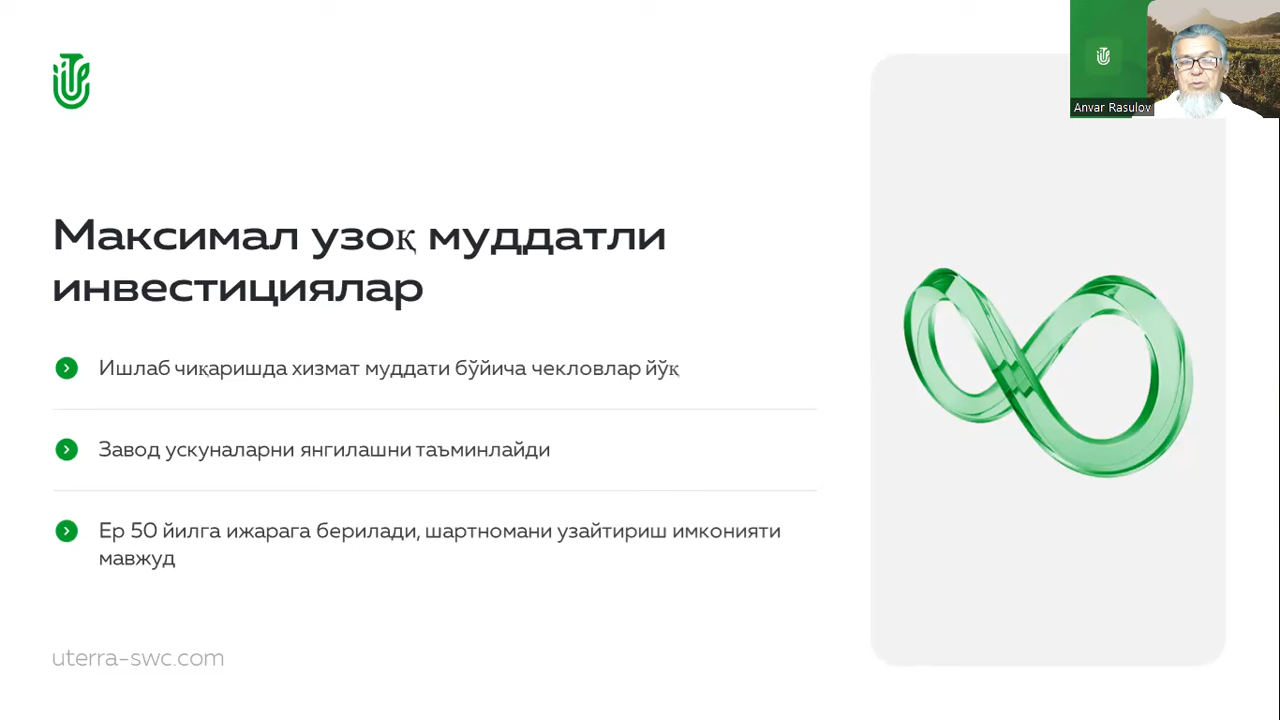 Anvar Rasulov
Максимал узоқ муддатли
инвестициялар
Ишлаб чиқаришда хизмат муддати бўйича чекловлар йўқ
Завод ускуналарни янгилашни таъминлайди
Ер 50 йилга ижарага берилади, шартномани узайтириш имконияти
мавжуд
uterra-swc.com